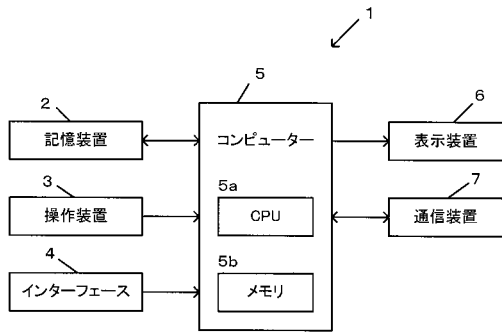 1
2
記憶装置
3
操作装置
4
インターフェース
5
コンピューター
5a
CPU
5b
メモリ
6
表示装置
7
通信装置